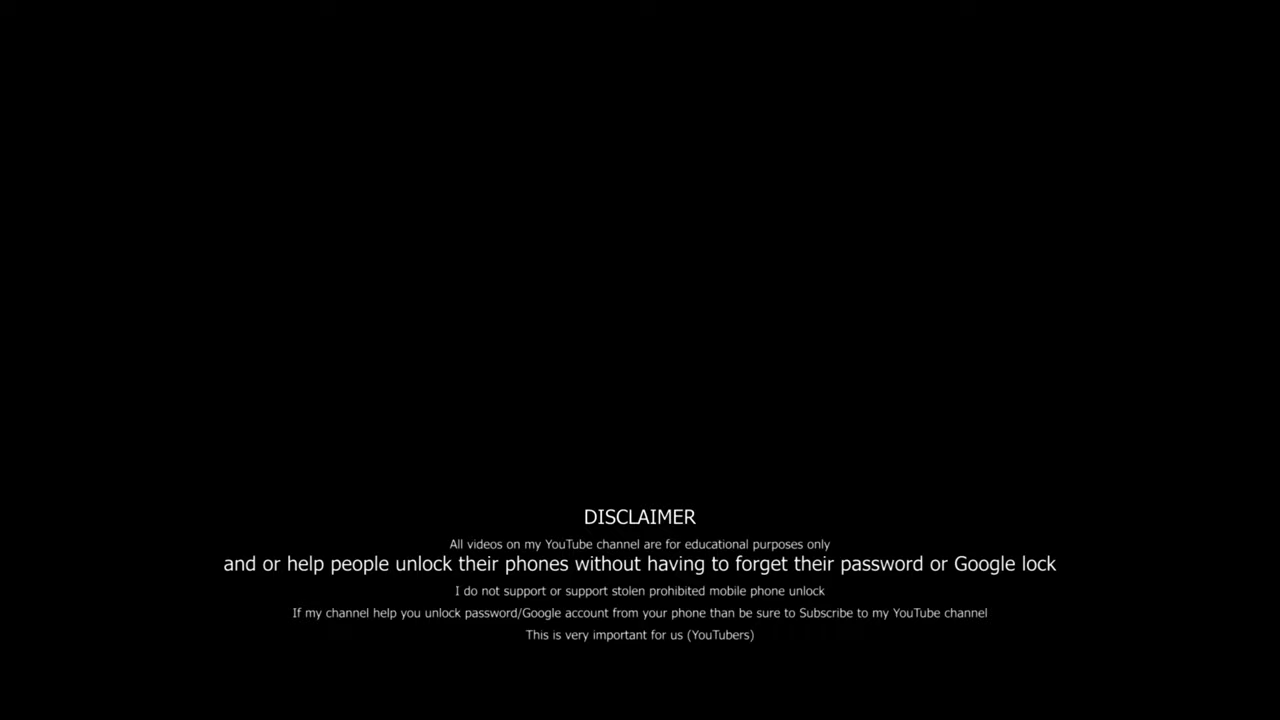 DISCLAIMER
All videos on my YouTube channel are for educational purposes only
and or help people unlock their phones without having to forget their password or Google lock
I do not support or support stolen prohibited mobile phone unlock
If my channel help you unlock password/Google account from your phone than be sure to Subscribe to my YouTube channel
This is very important for us (YouTubers)